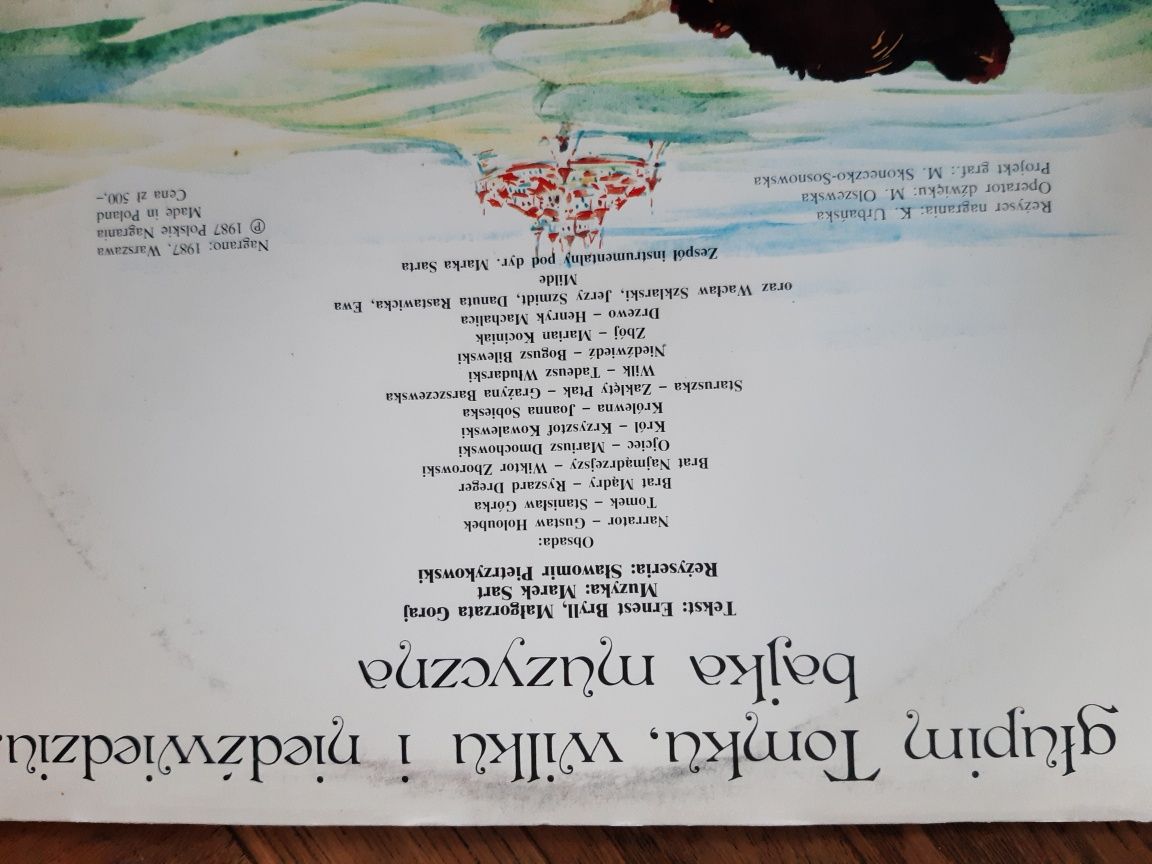 głupim Tomku, wilku i niedźwiedziu.
bajka muzyczna
Tekst: Ernest Bryll, Małgorzata Goraj
Muzyka: Marek Sart
Reżyseria: Sławomir Pietrzykowski
Obsada:
Narrator – Gustaw Holoubek
Tomek – Stanisław Górka
Brat Mądry – Ryszard Dreger
Brat Najmądrzejszy – Wiktor Zborowski
Ojciec – Mariusz Dmochowski
Król – Krzysztof Kowalewski
Królewna – Joanna Sobieska
Staruszka – Zaklęty Ptak – Grażyna Barszczewska
Wilk – Tadeusz Włudarski
Niedźwiedź – Bogusz Bilewski
Zbój – Marian Kociniak
Drzewo – Henryk Machalica
oraz Wacław Szklarski, Jerzy Szmidt, Danuta Rastawicka, Ewa
Milde
Zespół instrumentalny pod dyr. Marka Sarta
Reżyser nagrania: K. Urbańska
Operator dźwięku: M. Olszewska
Projekt graf.: M. Skoneczko-Sosnowska
Nagrano: 1987, Warszawa
℗ 1987 Polskie Nagrania
Made in Poland
Cena zł 500,–